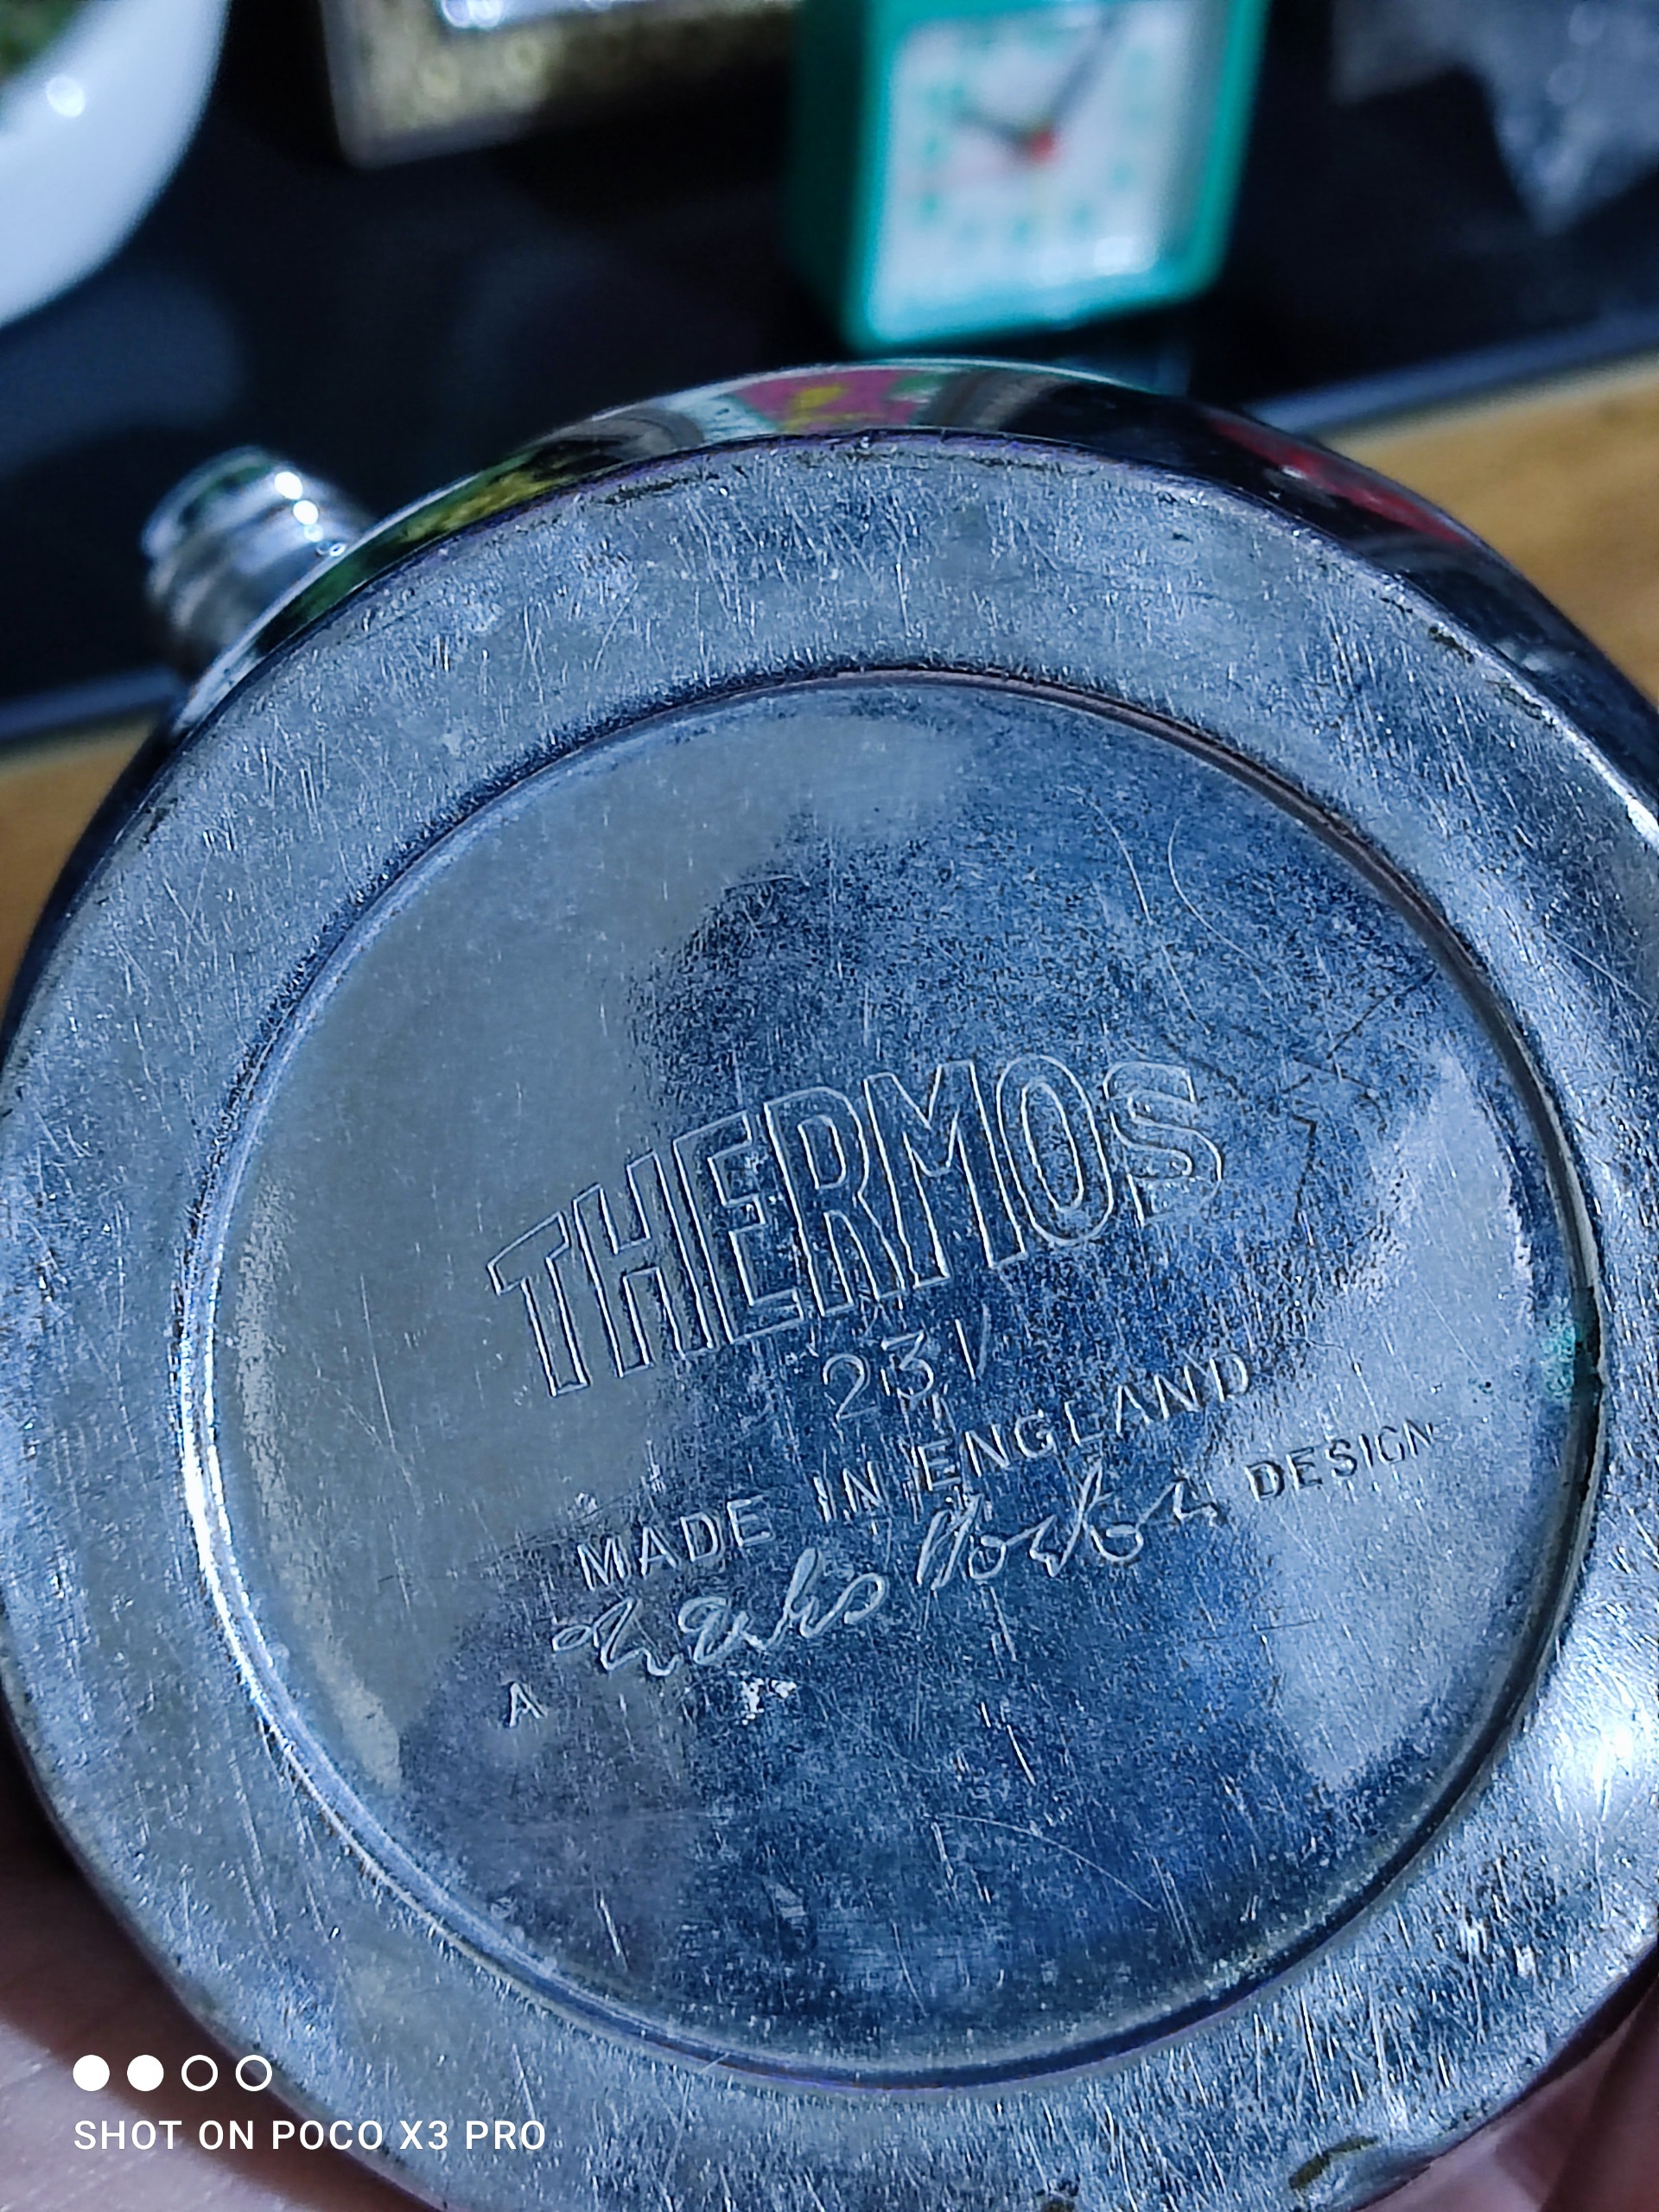 THERMOS
231
MADE IN ENGLAND
A DESIGN
SHOT ON POCO X3 PRO